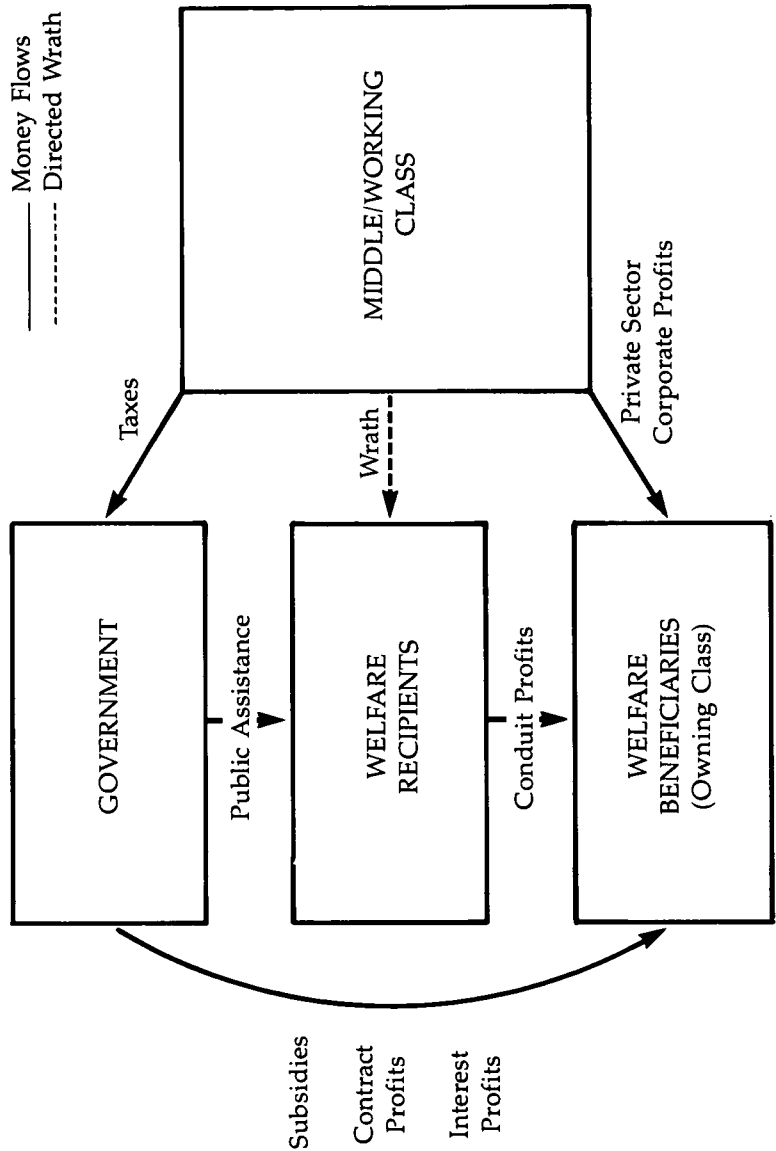 Money Flows
Directed Wrath
GOVERNMENT
Taxes
Public Assistance
WELFARE
RECIPIENTS
Wrath
MIDDLE/WORKING
CLASS
Conduit Profits
WELFARE
BENEFICIARIES
(Owning Class)
Private Sector
Corporate Profits
Subsidies
Contract
Profits
Interest
Profits